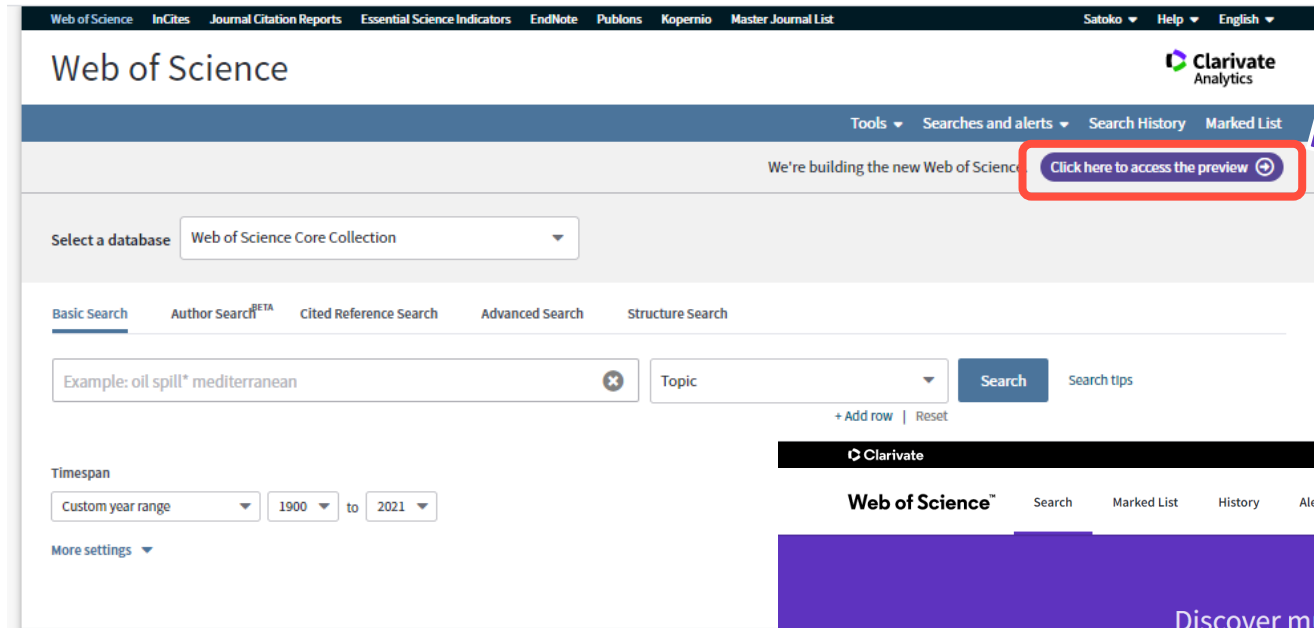 Web of Science InCites Journal Citation Reports Essential Science Indicators EndNote Publons Kopernio Master Journal List Satoko Help English
Web of Science
Clarivate
Analytics
Tools Searches and alerts Search History Marked List
We're building the new Web of Science. Click here to access the preview
Select a database Web of Science Core Collection
Basic Search Author Search BETA Cited Reference Search Advanced Search Structure Search
Example: oil spill* mediterranean Topic Search Search tips
+ Add row | Reset
Timespan
Custom year range 1900 to 2021
More settings
Clarivate
Web of Science™ Search Marked List History Ale
Discover m